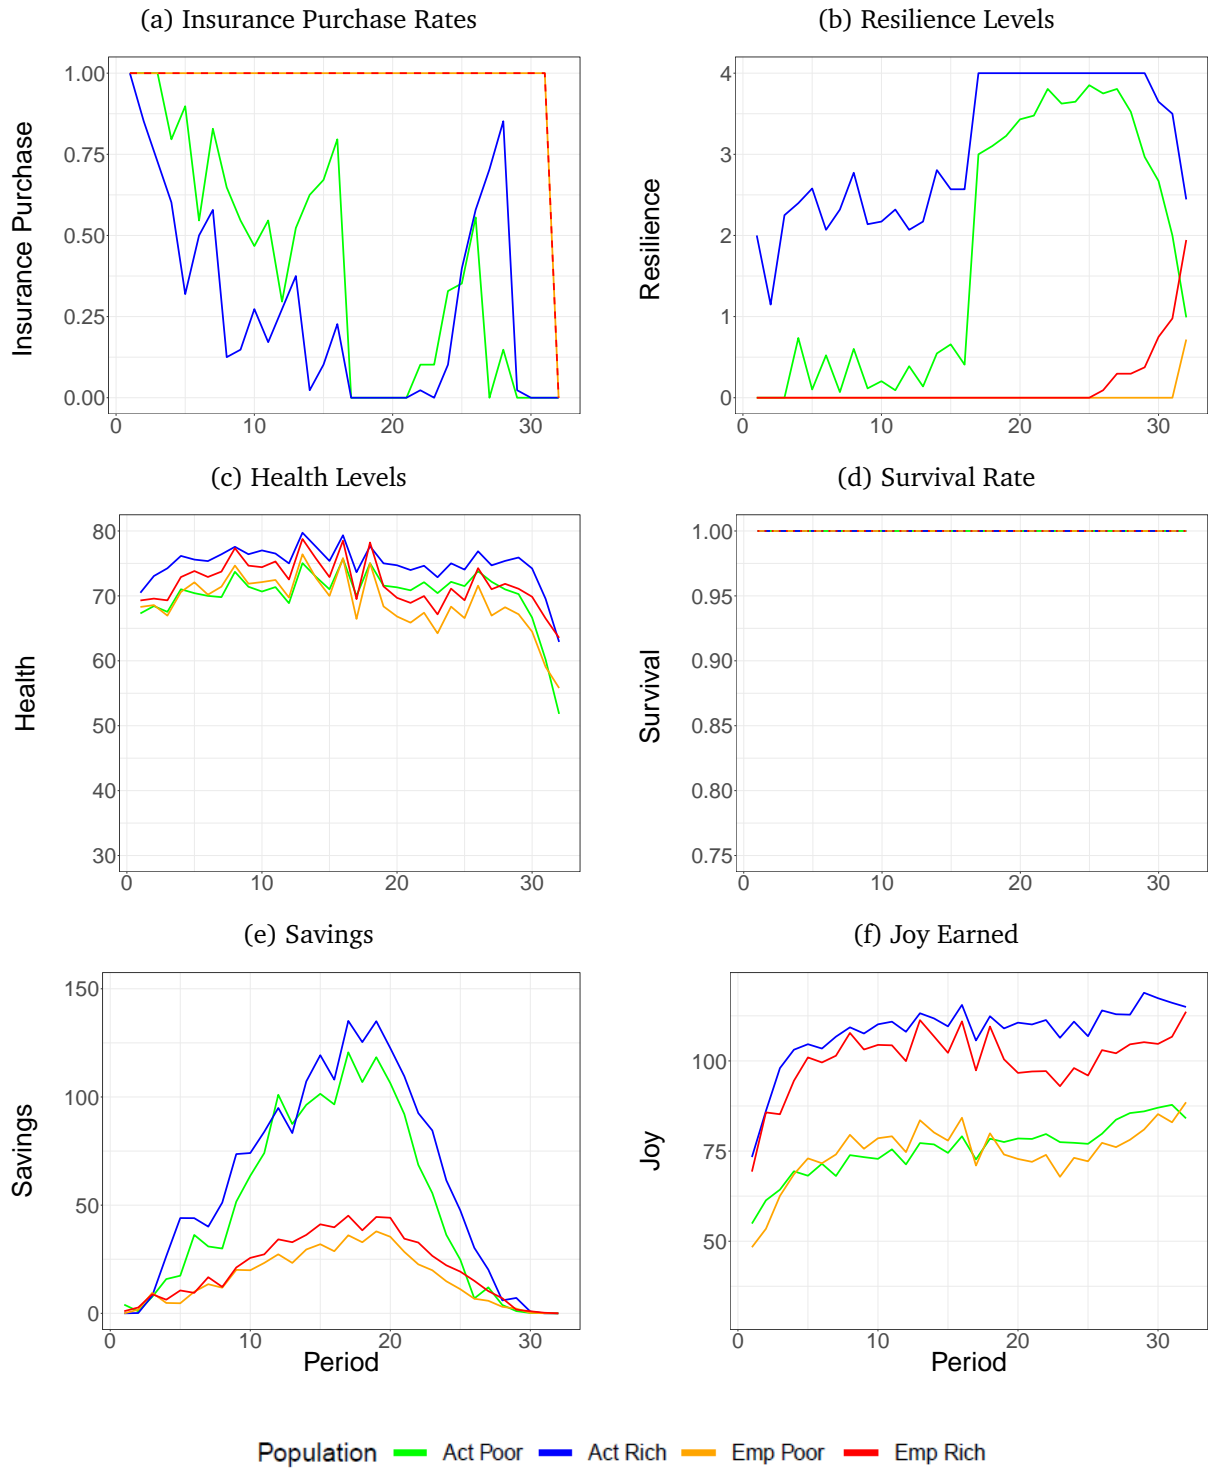 (a) Insurance Purchase Rates
(b) Resilience Levels
Insurance Purchase
1.00
0.75
0.50
0.25
0.00
0 10 20 30
Resilience
4
3
2
1
0
0 10 20 30
(c) Health Levels
(d) Survival Rate
Health
80
70
60
50
40
30
0 10 20 30
Survival
1.00
0.95
0.90
0.85
0.80
0.75
0 10 20 30
(e) Savings
(f) Joy Earned
Savings
150
100
50
0
0 10 20 30
Period
Joy
100
75
50
0 10 20 30
Period
Population Act Poor Act Rich Emp Poor Emp Rich